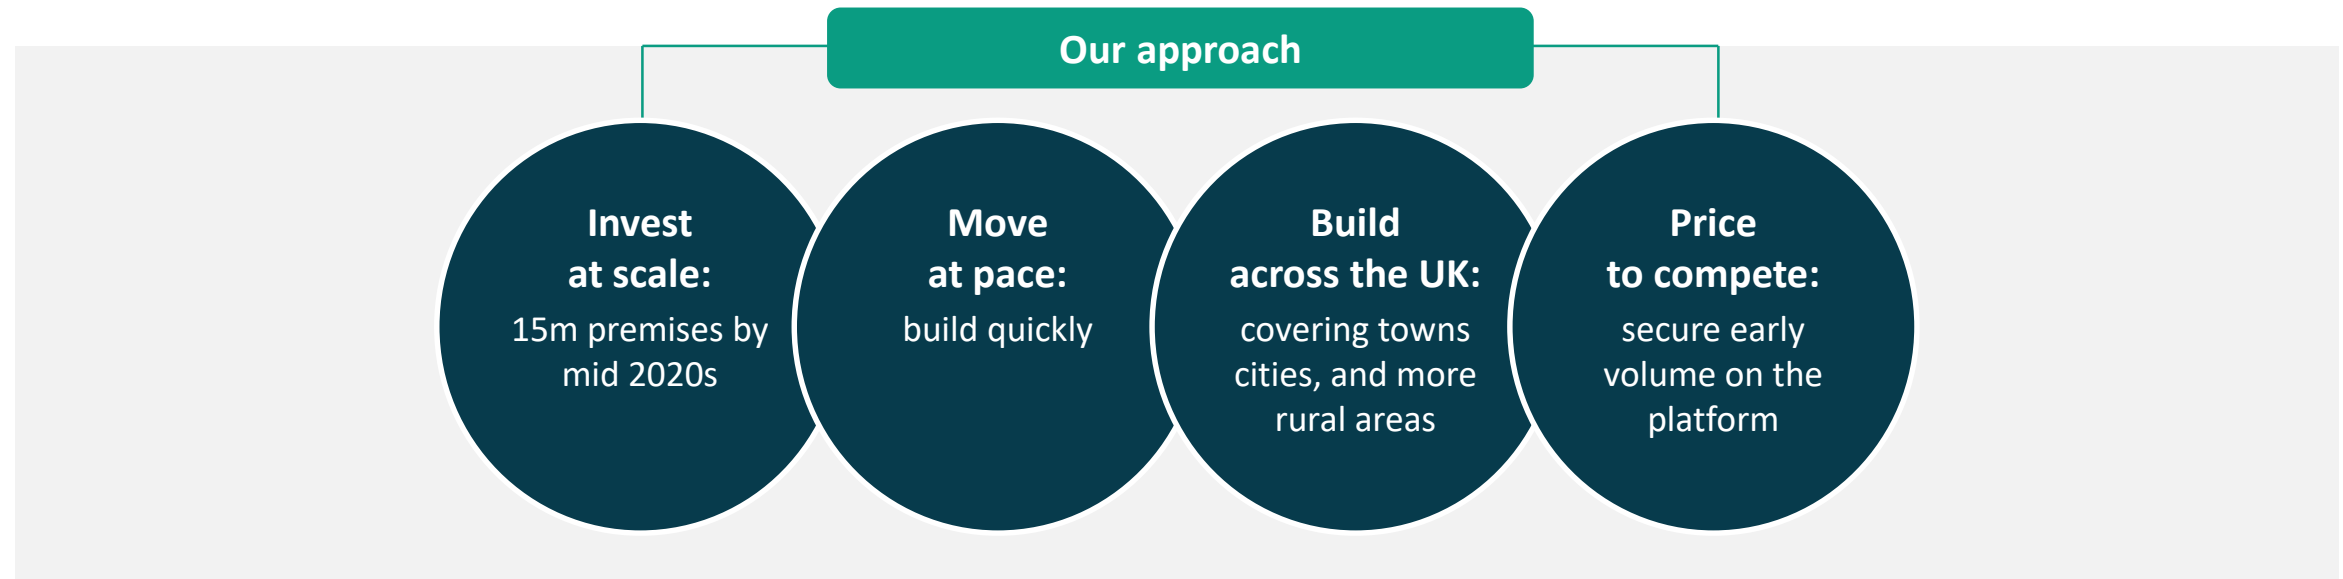 Our approach
Invest
at scale:
15m premises by
mid 2020s
Move
at pace:
build quickly
Build
across the UK:
covering towns
cities, and more
rural areas
Price
to compete:
secure early
volume on the
platform